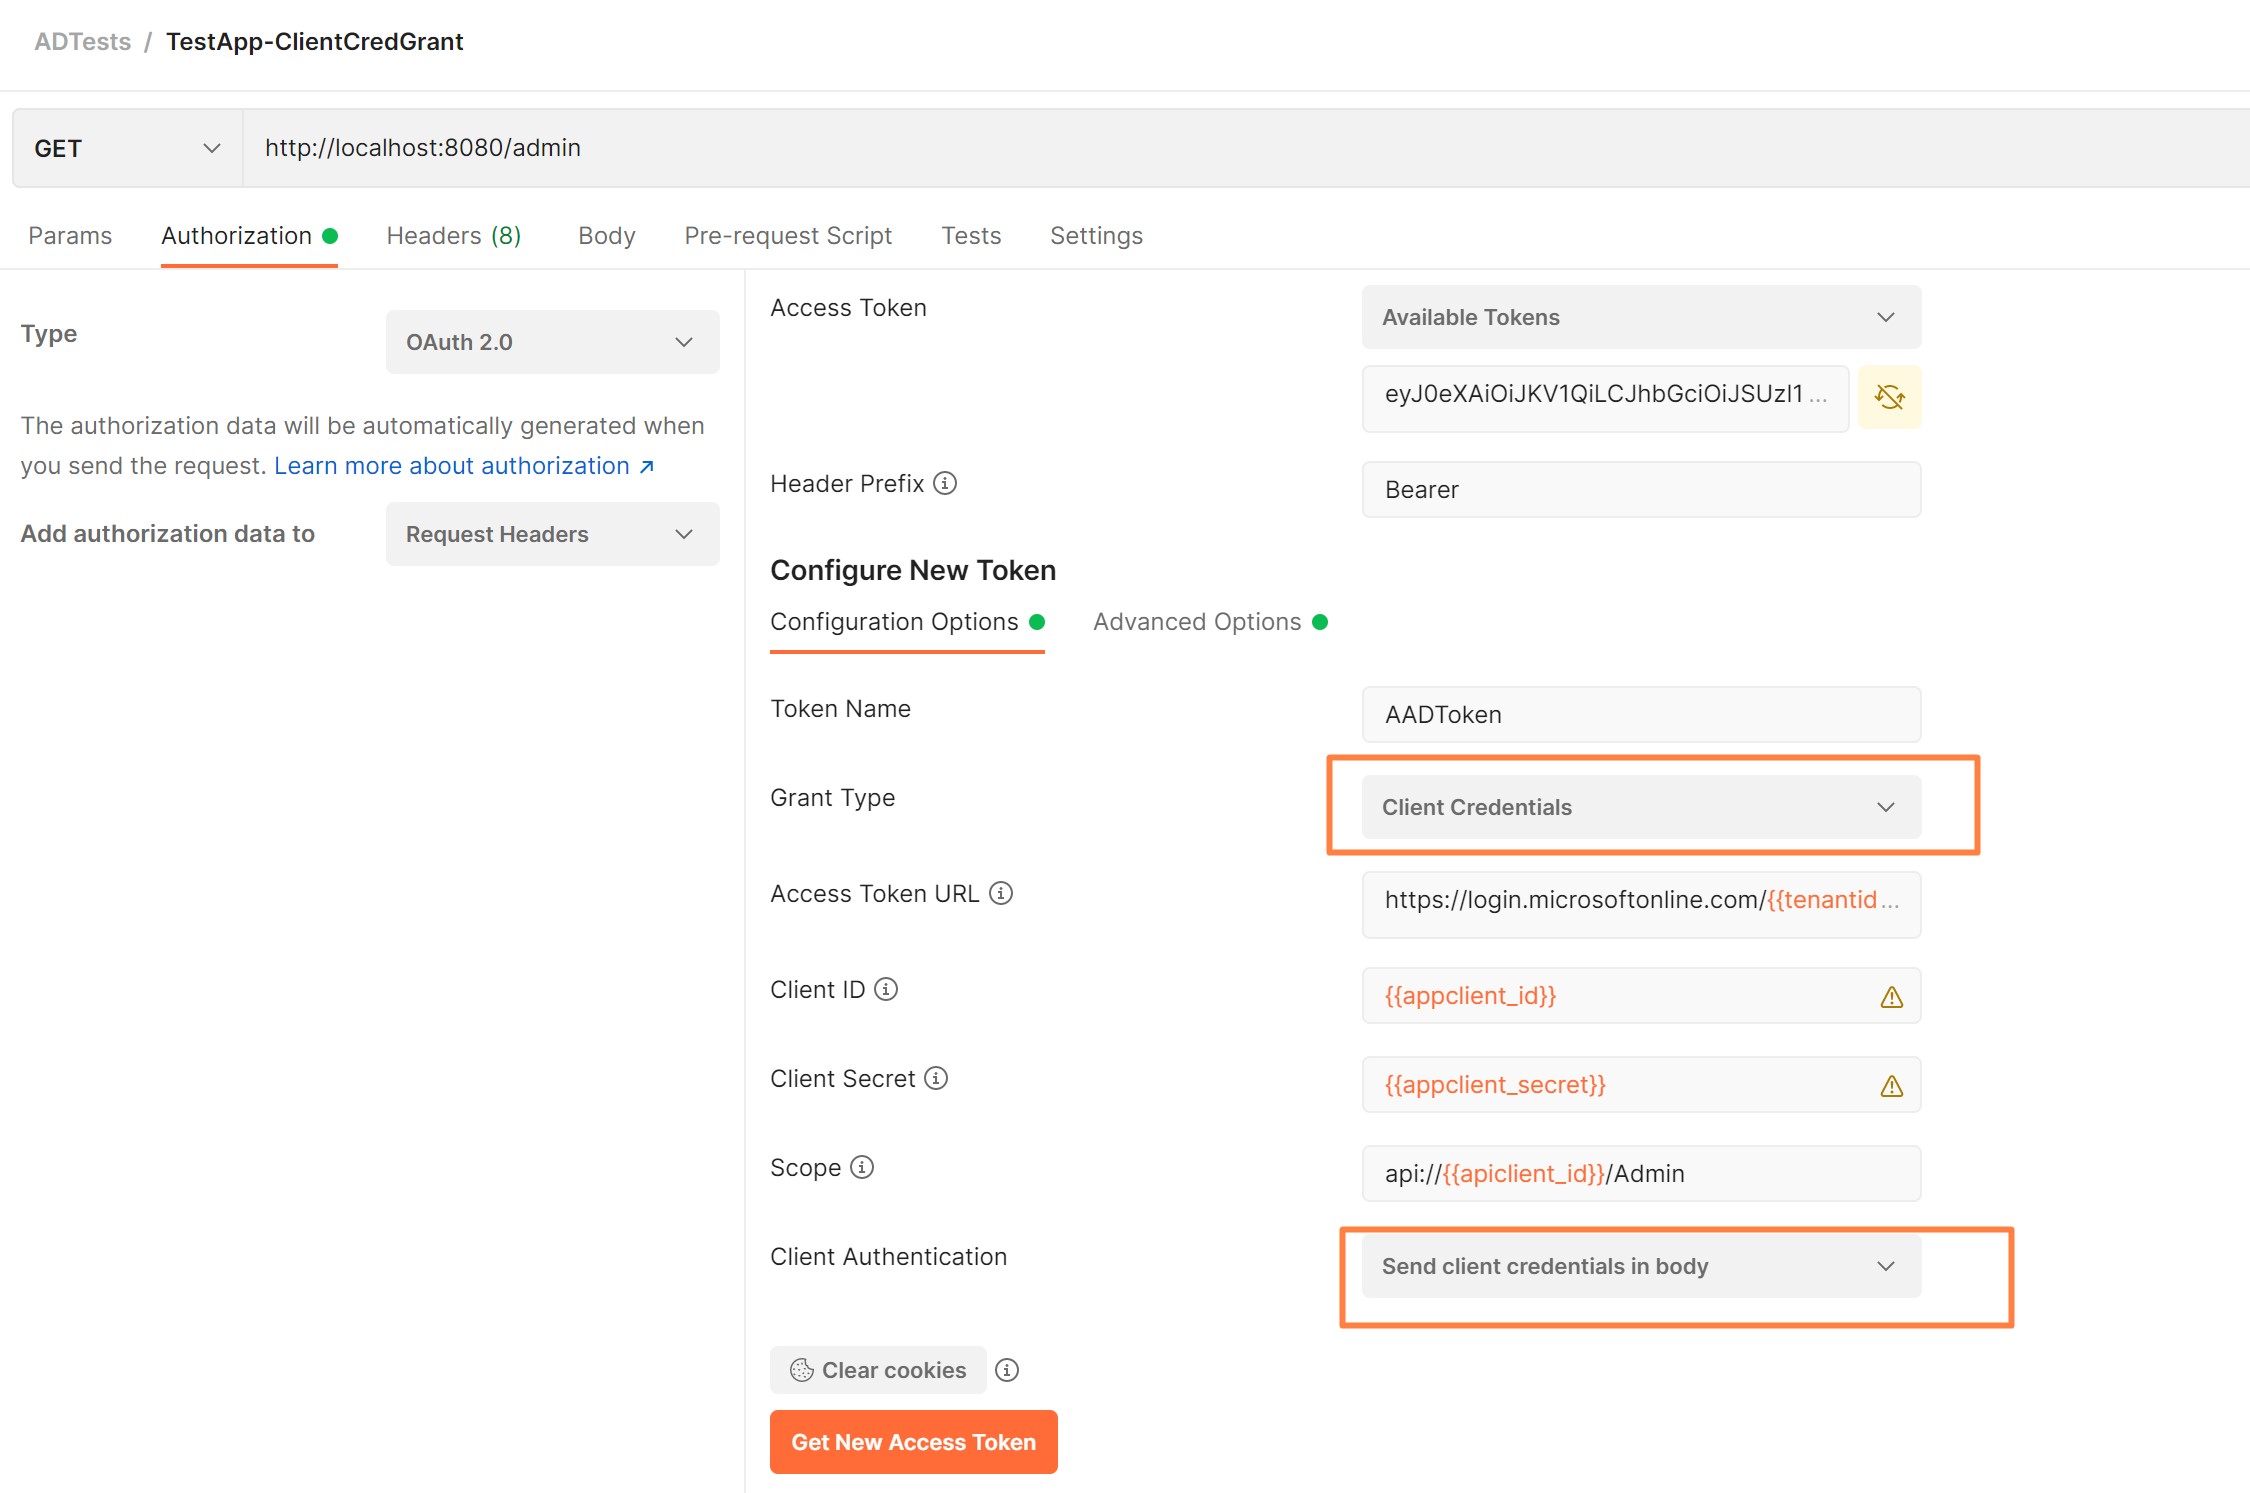 ADTests / TestApp-ClientCredGrant
GET http://localhost:8080/admin
Params Authorization Headers (8) Body Pre-request Script Tests Settings
Type OAuth 2.0
The authorization data will be automatically generated when
you send the request. Learn more about authorization ↗
Add authorization data to Request Headers
Access Token Available Tokens
eyJ0eXAiOiJKV1QiLCJhbGciOiJSUzI1 ...
Header Prefix Bearer
Configure New Token
Configuration Options Advanced Options
Token Name AADToken
Grant Type Client Credentials
Access Token URL https://login.microsoftonline.com/{{tenantid ...
Client ID {{appclient_id}}
Client Secret {{appclient_secret}}
Scope api://{{apiclient_id}}/Admin
Client Authentication Send client credentials in body
Clear cookies
Get New Access Token